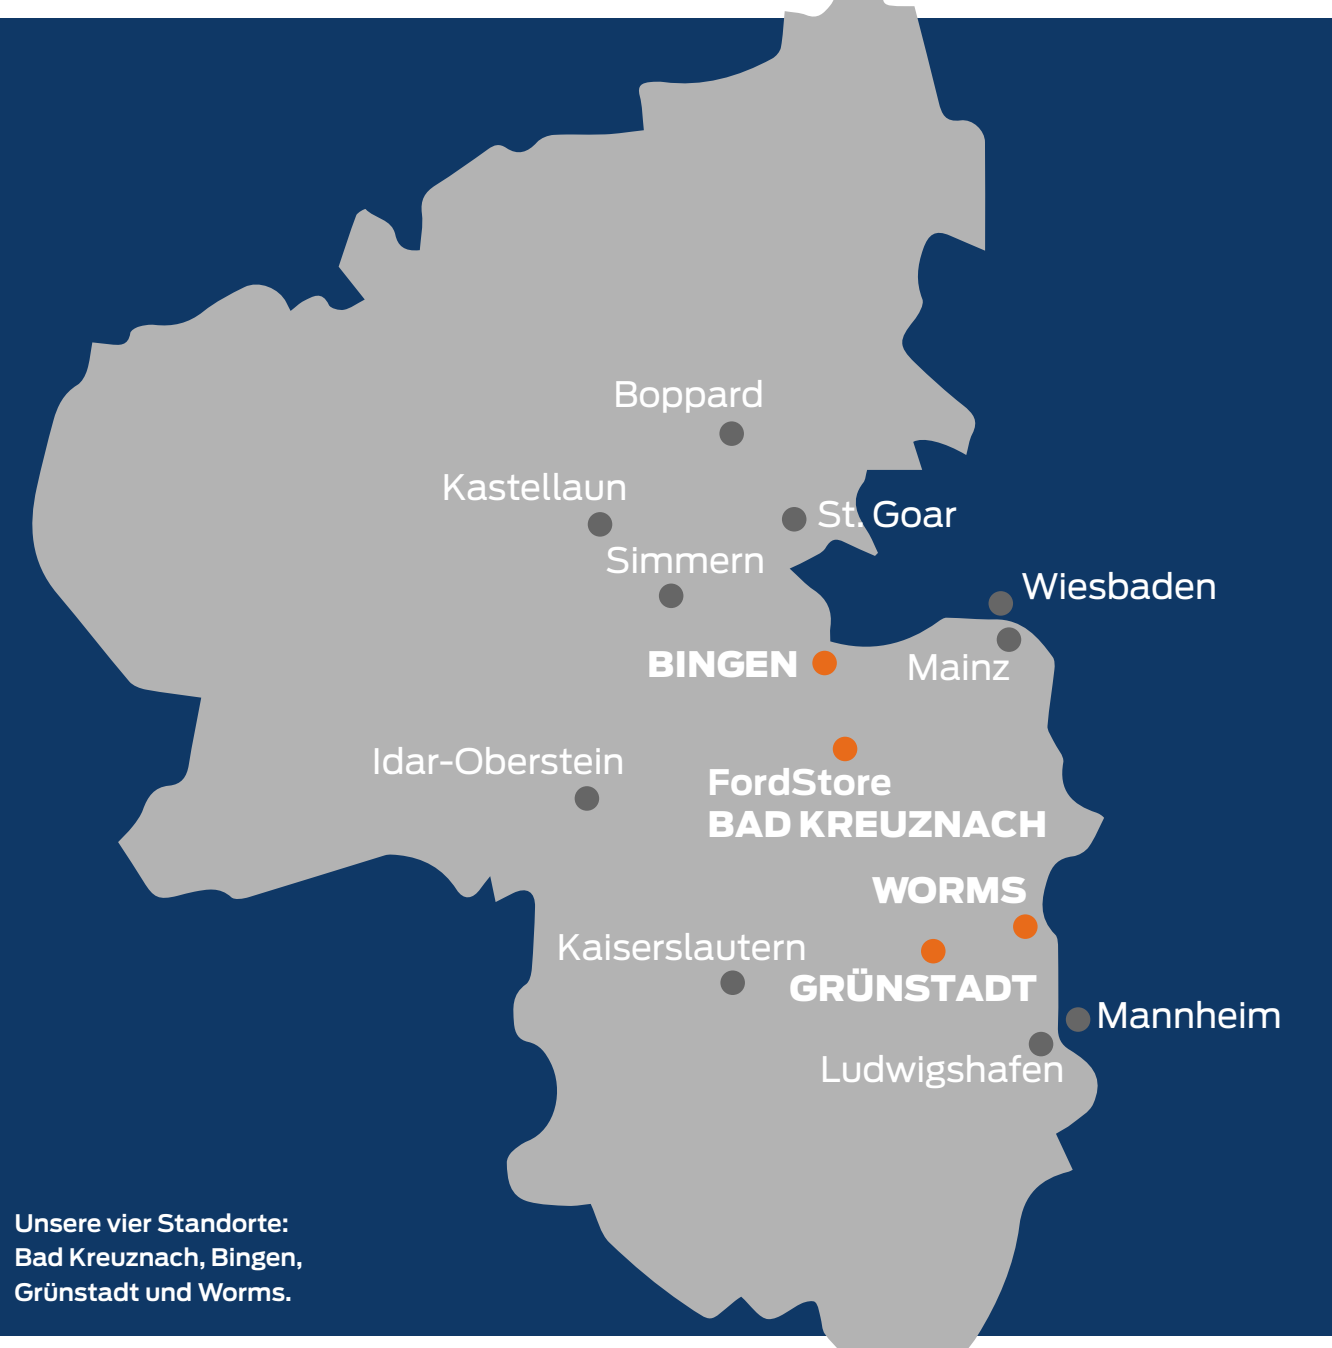 Boppard
Kastellaun
St. Goar
Simmern
Wiesbaden
BINGEN
Mainz
Idar-Oberstein
FordStore
BAD KREUZNACH
WORMS
Kaiserslautern
GRÜNSTADT
Mannheim
Ludwigshafen
Unsere vier Standorte:
Bad Kreuznach, Bingen,
Grünstadt und Worms.